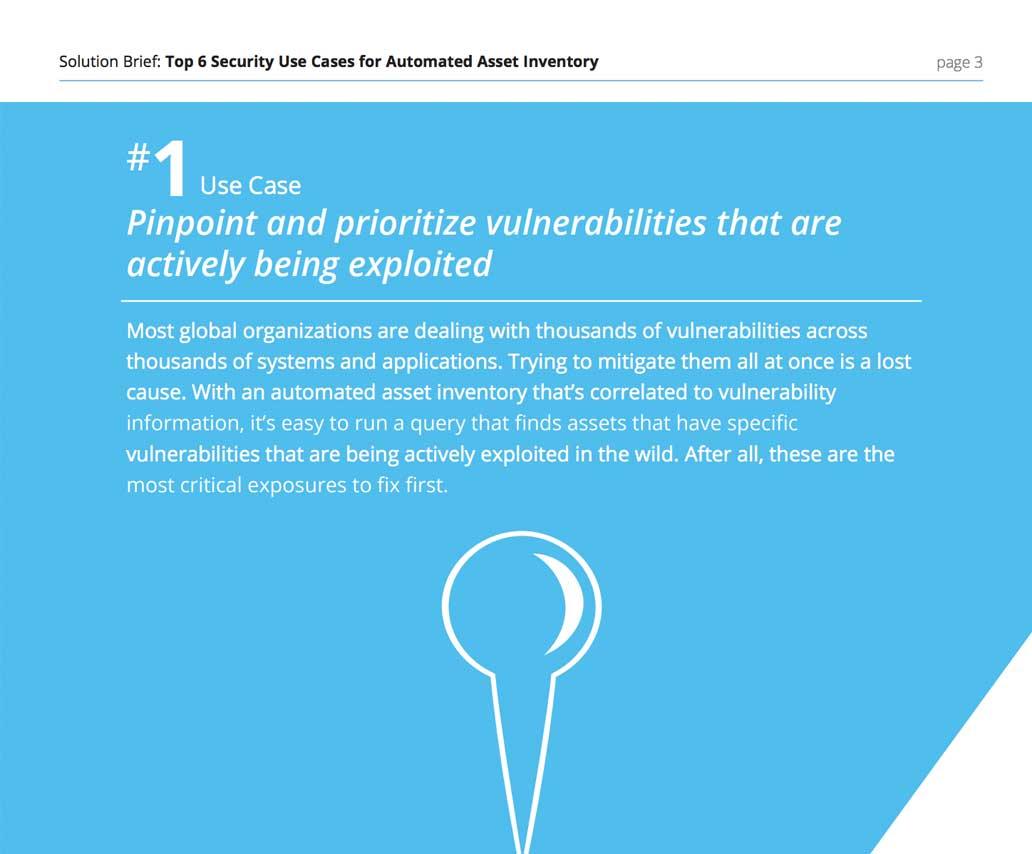 Solution Brief: Top 6 Security Use Cases for Automated Asset Inventory
page 3
#1 Use Case
Pinpoint and prioritize vulnerabilities that are
actively being exploited
Most global organizations are dealing with thousands of vulnerabilities across
thousands of systems and applications. Trying to mitigate them all at once is a lost
cause. With an automated asset inventory that’s correlated to vulnerability
information, it’s easy to run a query that finds assets that have specific
vulnerabilities that are being actively exploited in the wild. After all, these are the
most critical exposures to fix first.